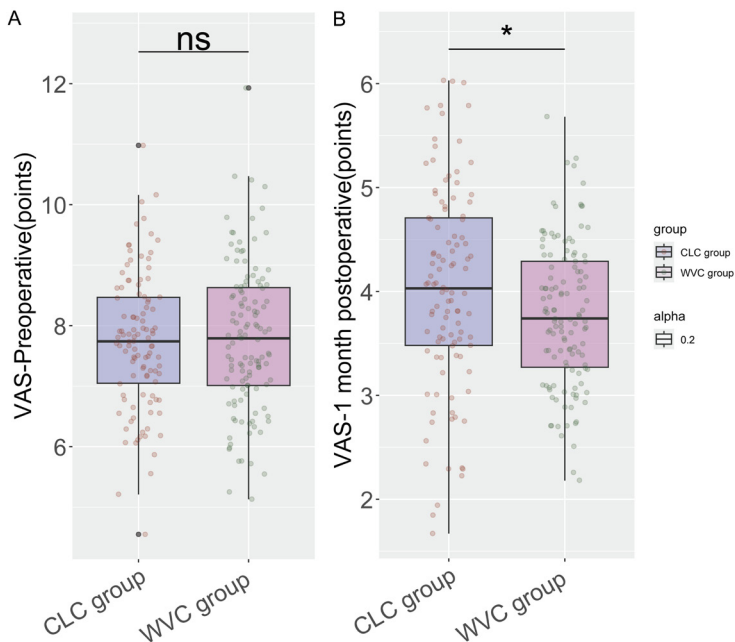 A
ns
VAS-Preoperative(points)
12
10
8
6
CLC group
WVC group
B
*
VAS-1 month postoperative(points)
6
5
4
3
2
CLC group
WVC group
group
CLC group
WVC group
alpha
0.2